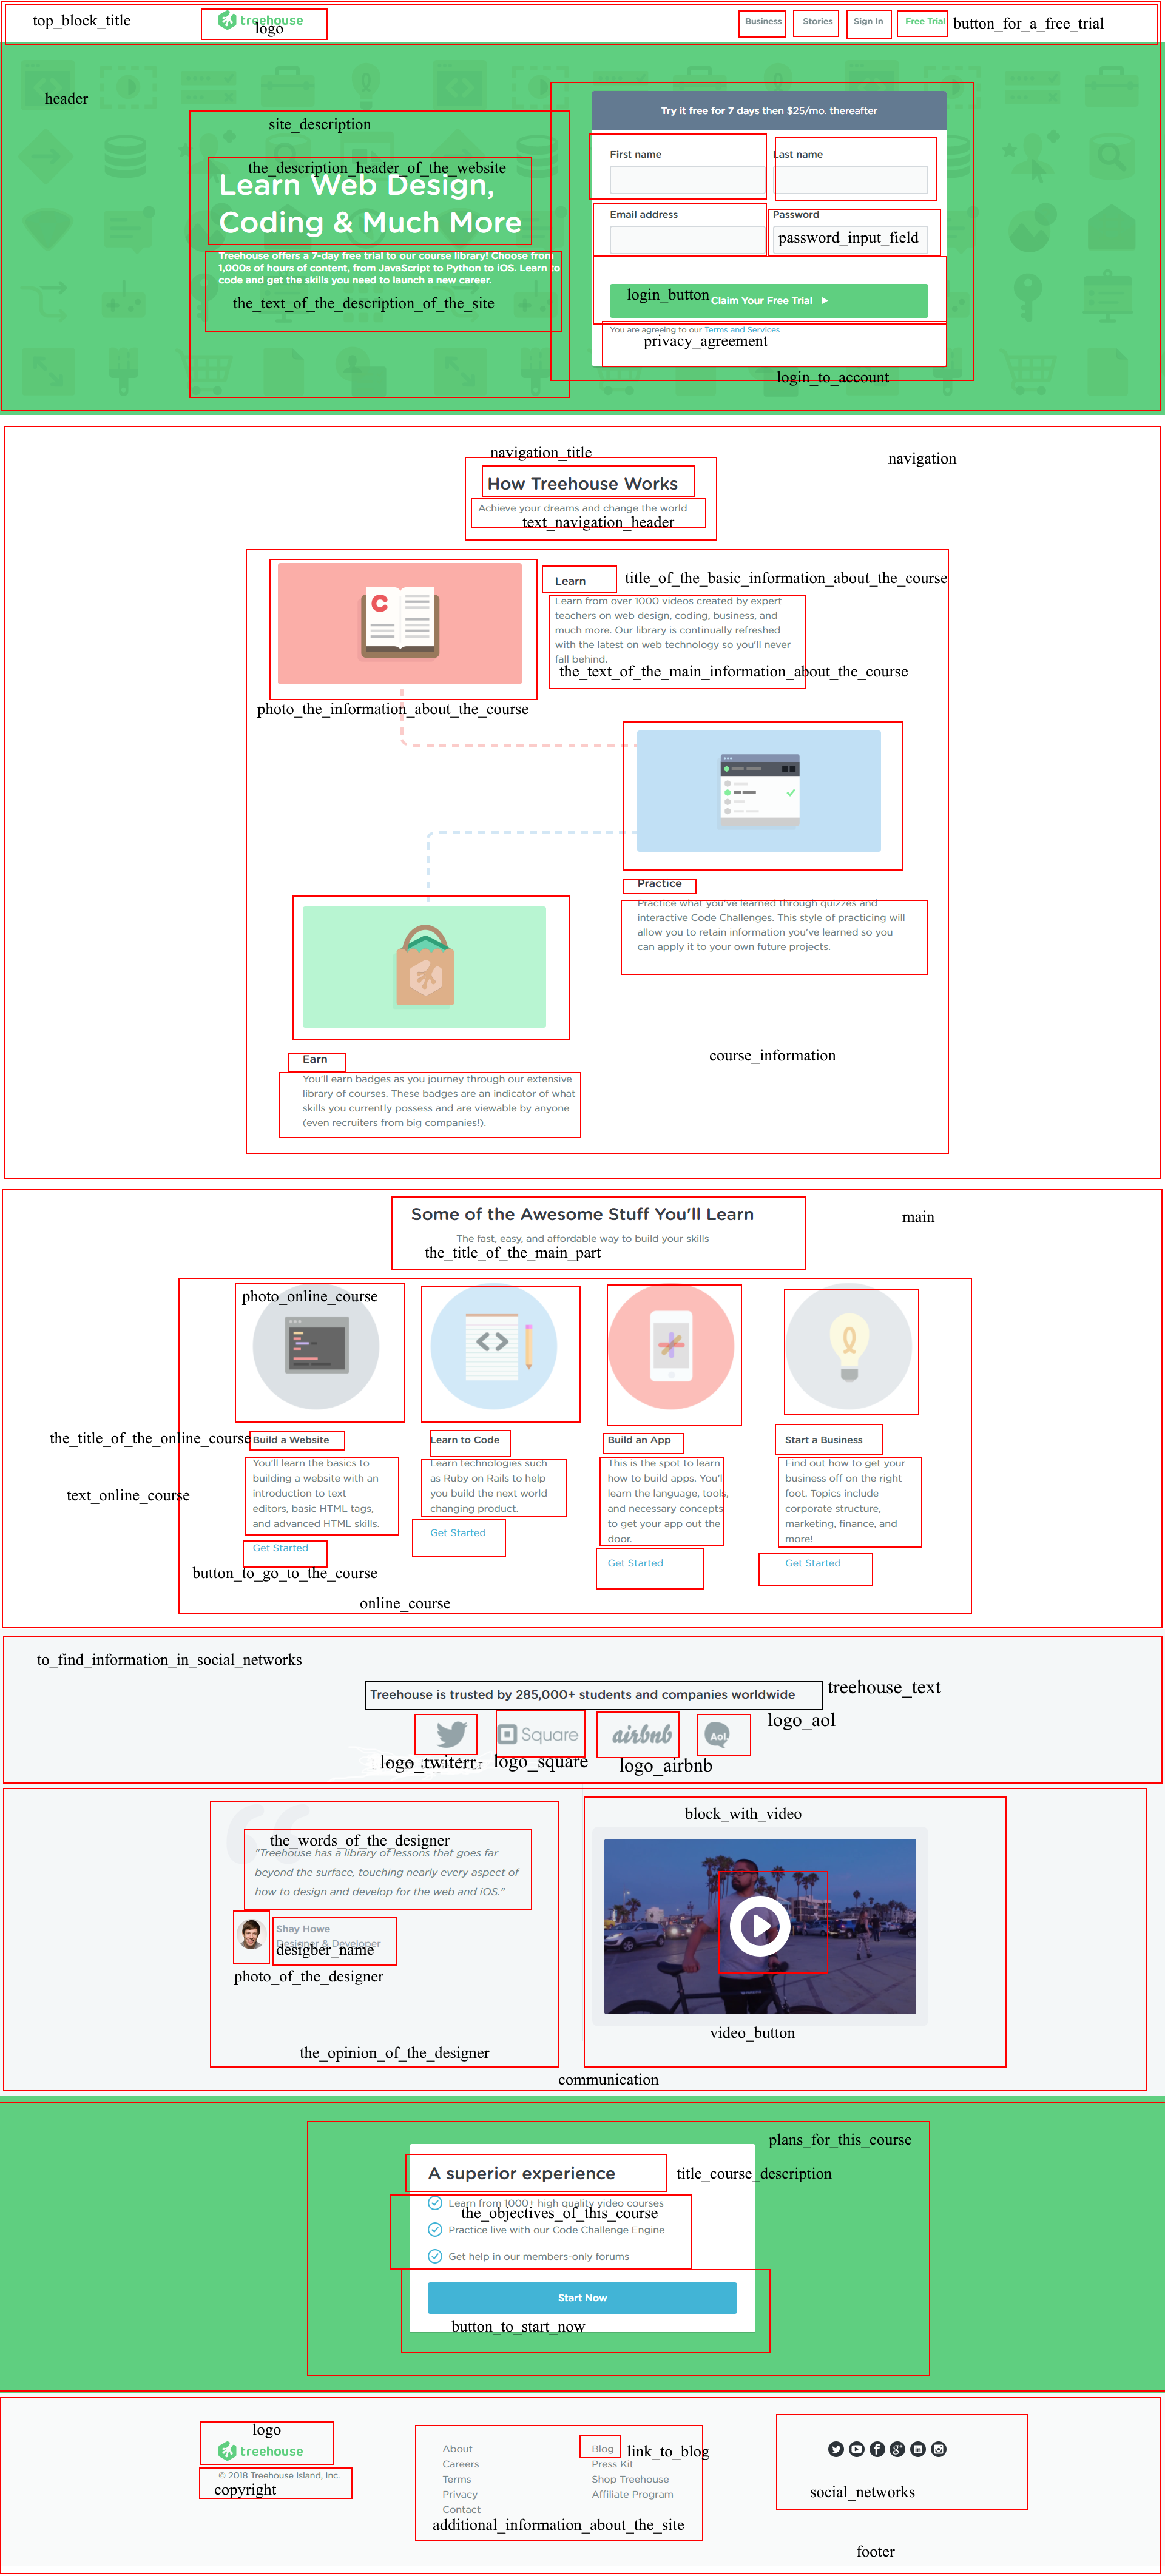 top_block_title
treehouse
logo
Business
Stories
Sign In
Free Trial
button_for_a_free_trial
header
site_description
the_description_header_of_the_website
Learn Web Design,
Coding & Much More
Treehouse offers a 7-day free trial to our course library! Choose from
1,000s of hours of content, from JavaScript to Python to iOS. Learn to
code and get the skills you need to launch a new career.
the_text_of_the_description_of_the_site
Try it free for 7 days then $25/mo. thereafter
First name
Last name
Email address
Password
password_input_field
login_button
Claim Your Free Trial
You are agreeing to our Terms and Services
privacy_agreement
login_to_account
navigation_title
navigation
How Treehouse Works
Achieve your dreams and change the world
text_navigation_header
Learn
title_of_the_basic_information_about_the_course
Learn from over 1000 videos created by expert
teachers on web design, coding, business, and
much more. Our library is continually refreshed
with the latest on web technology so you'll never
fall behind.
the_text_of_the_main_information_about_the_course
photo_the_information_about_the_course
Practice
Practice what you've learned through quizzes and
interactive Code Challenges. This style of practicing will
allow you to retain information you've learned so you
can apply it to your own future projects.
Earn
You'll earn badges as you journey through our extensive
library of courses. These badges are an indicator of what
skills you currently possess and are viewable by anyone
(even recruiters from big companies!).
course_information
Some of the Awesome Stuff You'll Learn
main
The fast, easy, and affordable way to build your skills
the_title_of_the_main_part
photo_online_course
the_title_of_the_online_course
Build a Website
text_online_course
You'll learn the basics to
building a website with an
introduction to text
editors, basic HTML tags,
and advanced HTML skills.
Get Started
button_to_go_to_the_course
Learn to Code
Learn technologies such
as Ruby on Rails to help
you build the next world
changing product.
Get Started
Build an App
This is the spot to learn
how to build apps. You'll
learn the language, tools,
and necessary concepts
to get your app out the
door.
Get Started
Start a Business
Find out how to get your
business off on the right
foot. Topics include
corporate structure,
marketing, finance, and
more!
Get Started
online_course
to_find_information_in_social_networks
Treehouse is trusted by 285,000+ students and companies worldwide
treehouse_text
Square
airbnb
Aol.
logo_aol
logo_twiterr
logo_square
logo_airbnb
block_with_video
the_words_of_the_designer
"Treehouse has a library of lessons that goes far
beyond the surface, touching nearly every aspect of
how to design and develop for the web and iOS."
Shay Howe
Designer & Developer
desigber_name
photo_of_the_designer
video_button
the_opinion_of_the_designer
communication
plans_for_this_course
A superior experience
title_course_description
Learn from 1000+ high quality video courses
the_objectives_of_this_course
Practice live with our Code Challenge Engine
Get help in our members-only forums
Start Now
button_to_start_now
logo
treehouse
© 2018 Treehouse Island, Inc.
copyright
About
Careers
Terms
Privacy
Contact
Blog
link_to_blog
Press Kit
Shop Treehouse
Affiliate Program
additional_information_about_the_site
social_networks
footer